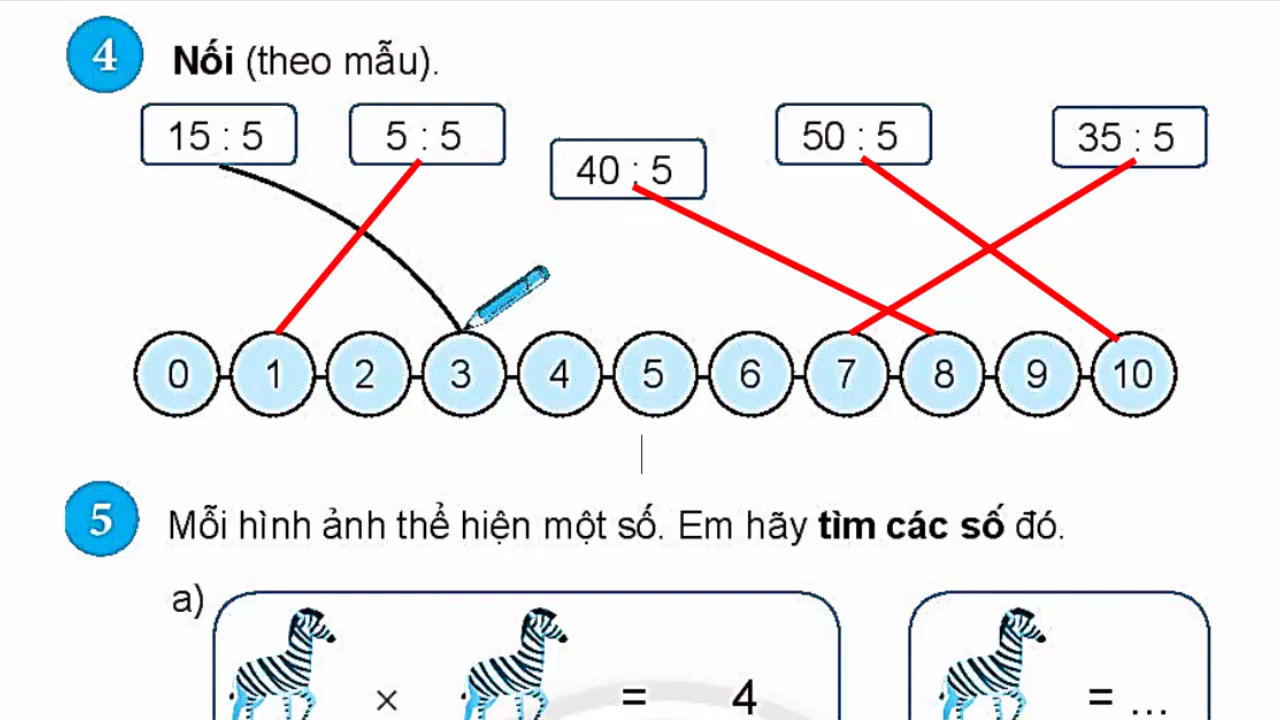 4 Nối (theo mẫu).
15 : 5 5 : 5 40 : 5 50 : 5 35 : 5
0 1 2 3 4 5 6 7 8 9 10
5 Mỗi hình ảnh thể hiện một số. Em hãy tìm các số đó.
a)
× = 4 = ...